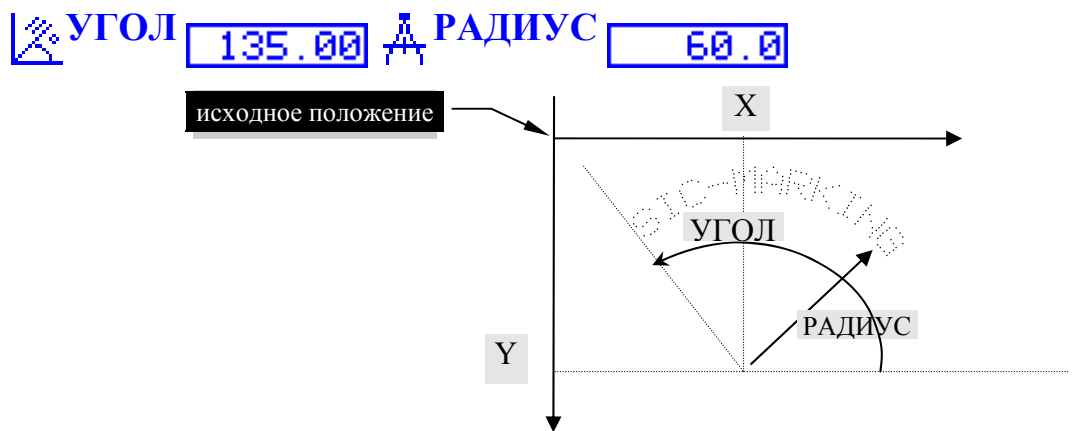 УГОЛ 135.00 РАДИУС 60.0
исходное положение
X
SIC-MARKING
УГОЛ
РАДИУС
Y